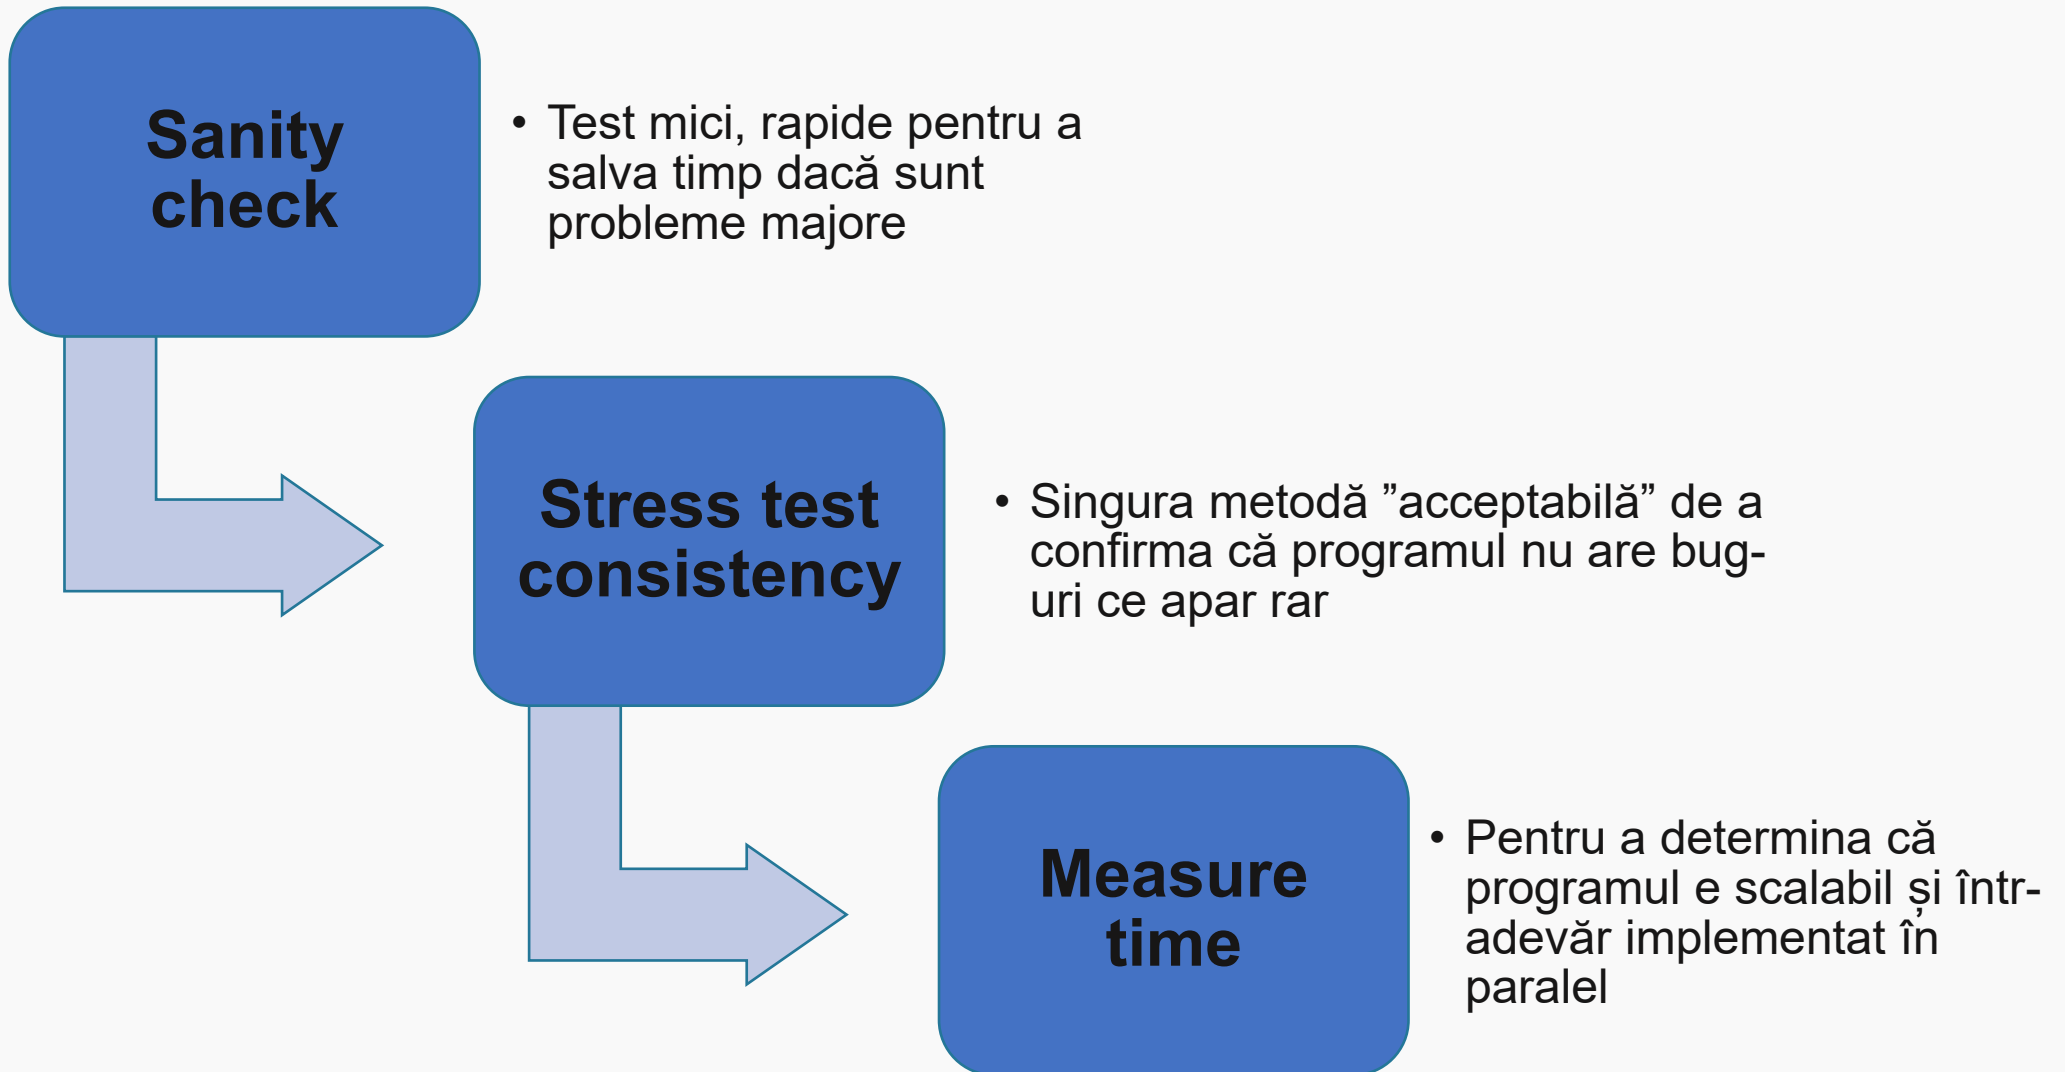 Sanity
check
• Test mici, rapide pentru a
salva timp dacă sunt
probleme majore
Stress test
consistency
• Singura metodă ”acceptabilă” de a
confirma că programul nu are bug-
uri ce apar rar
Measure
time
• Pentru a determina că
programul e scalabil și într-
adevăr implementat în
paralel